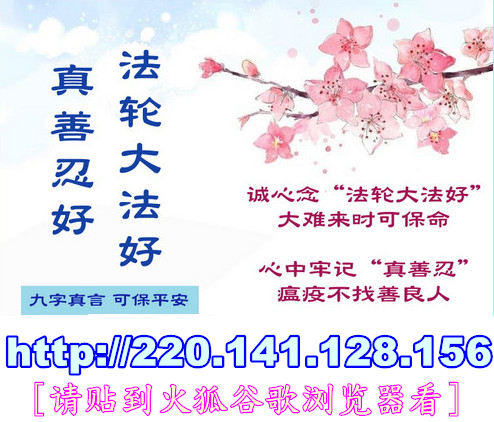 法轮大法好
真善忍好
诚心念“法轮大法好”
大难来时可保命
心中牢记“真善忍”
瘟疫不找善良人
九字真言 可保平安
http://220.141.128.156
[请贴到火狐谷歌浏览器看]